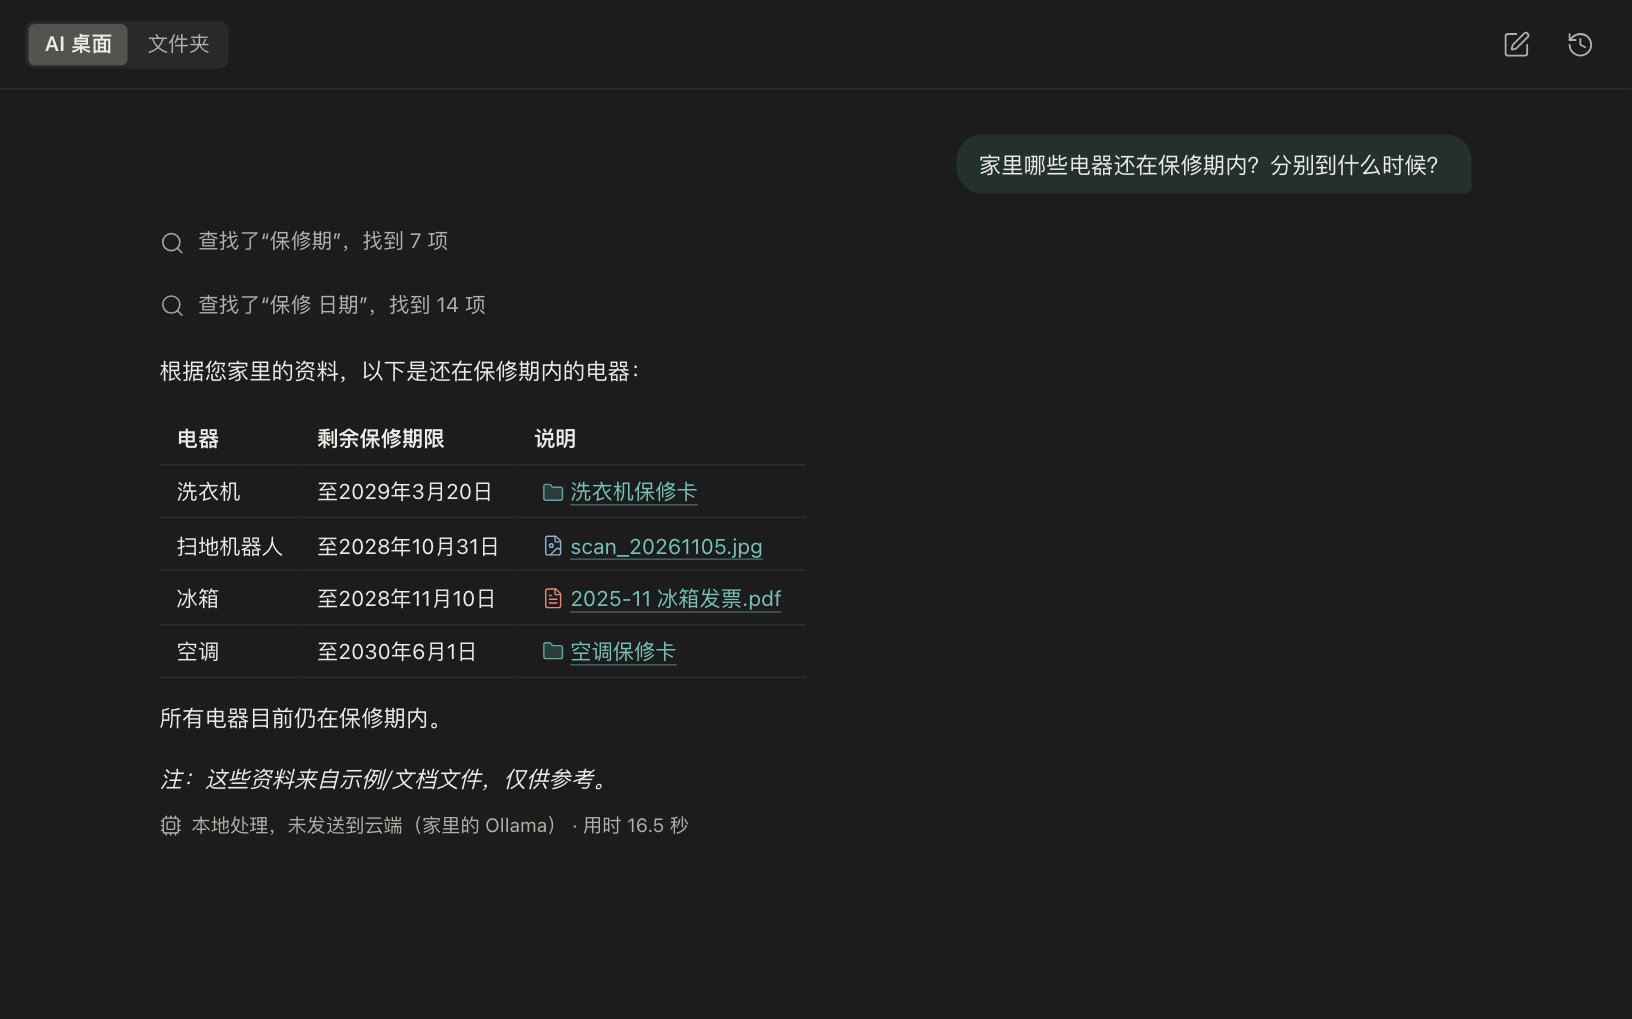 AI 桌面 文件夹
家里哪些电器还在保修期内？分别到什么时候？
查找了“保修期”，找到 7 项
查找了“保修 日期”，找到 14 项
根据您家里的资料，以下是还在保修期内的电器：
电器 剩余保修期限 说明
洗衣机 至2029年3月20日 洗衣机保修卡
扫地机器人 至2028年10月31日 scan_20261105.jpg
冰箱 至2028年11月10日 2025-11 冰箱发票.pdf
空调 至2030年6月1日 空调保修卡
所有电器目前仍在保修期内。
注：这些资料来自示例/文档文件，仅供参考。
本地处理，未发送到云端（家里的 Ollama） · 用时 16.5 秒